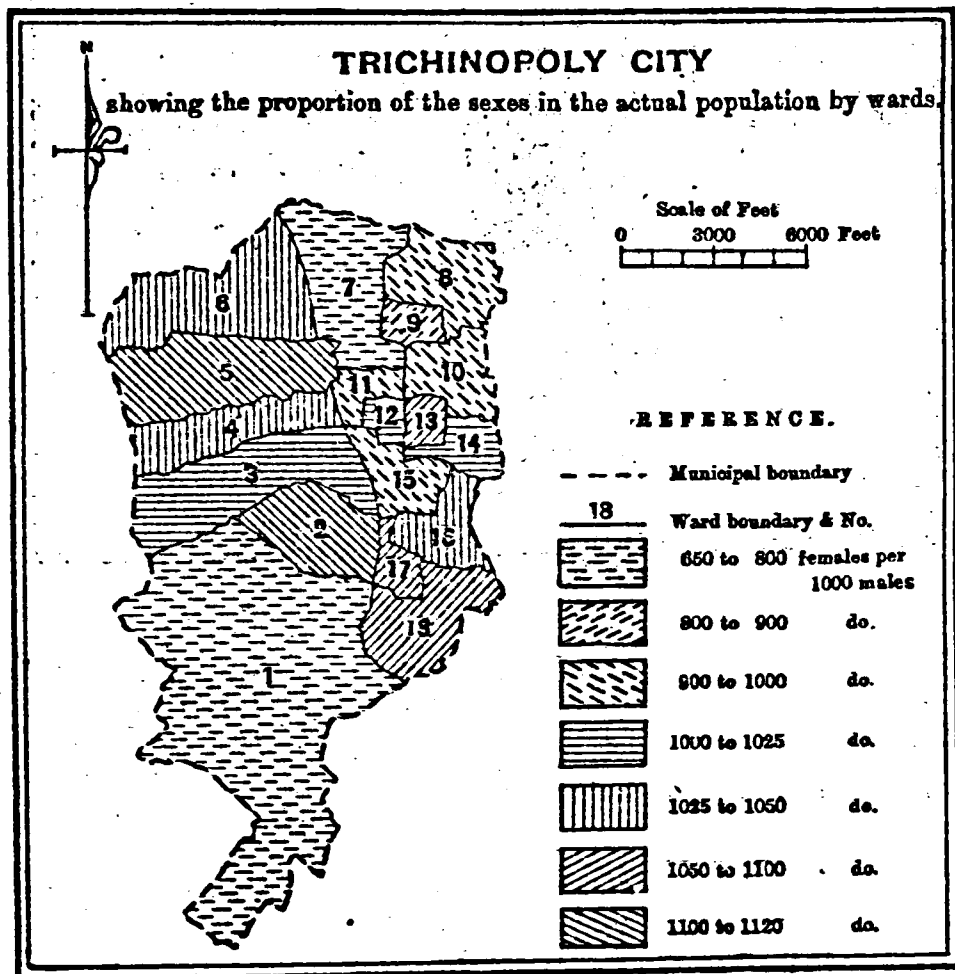 N
TRICHINOPOLY CITY
showing the proportion of the sexes in the actual population by wards.
Scale of Feet
0 3000 6000 Feet
6
7
8
9
5
11
10
4
12
13
14
3
15
2
16
17
18
1
REFERENCE.
Municipal boundary
18
Ward boundary & No.
650 to 800 females per
1000 males
800 to 900 do.
900 to 1000 do.
1000 to 1025 do.
1025 to 1050 do.
1050 to 1100 do.
1100 to 1120 do.